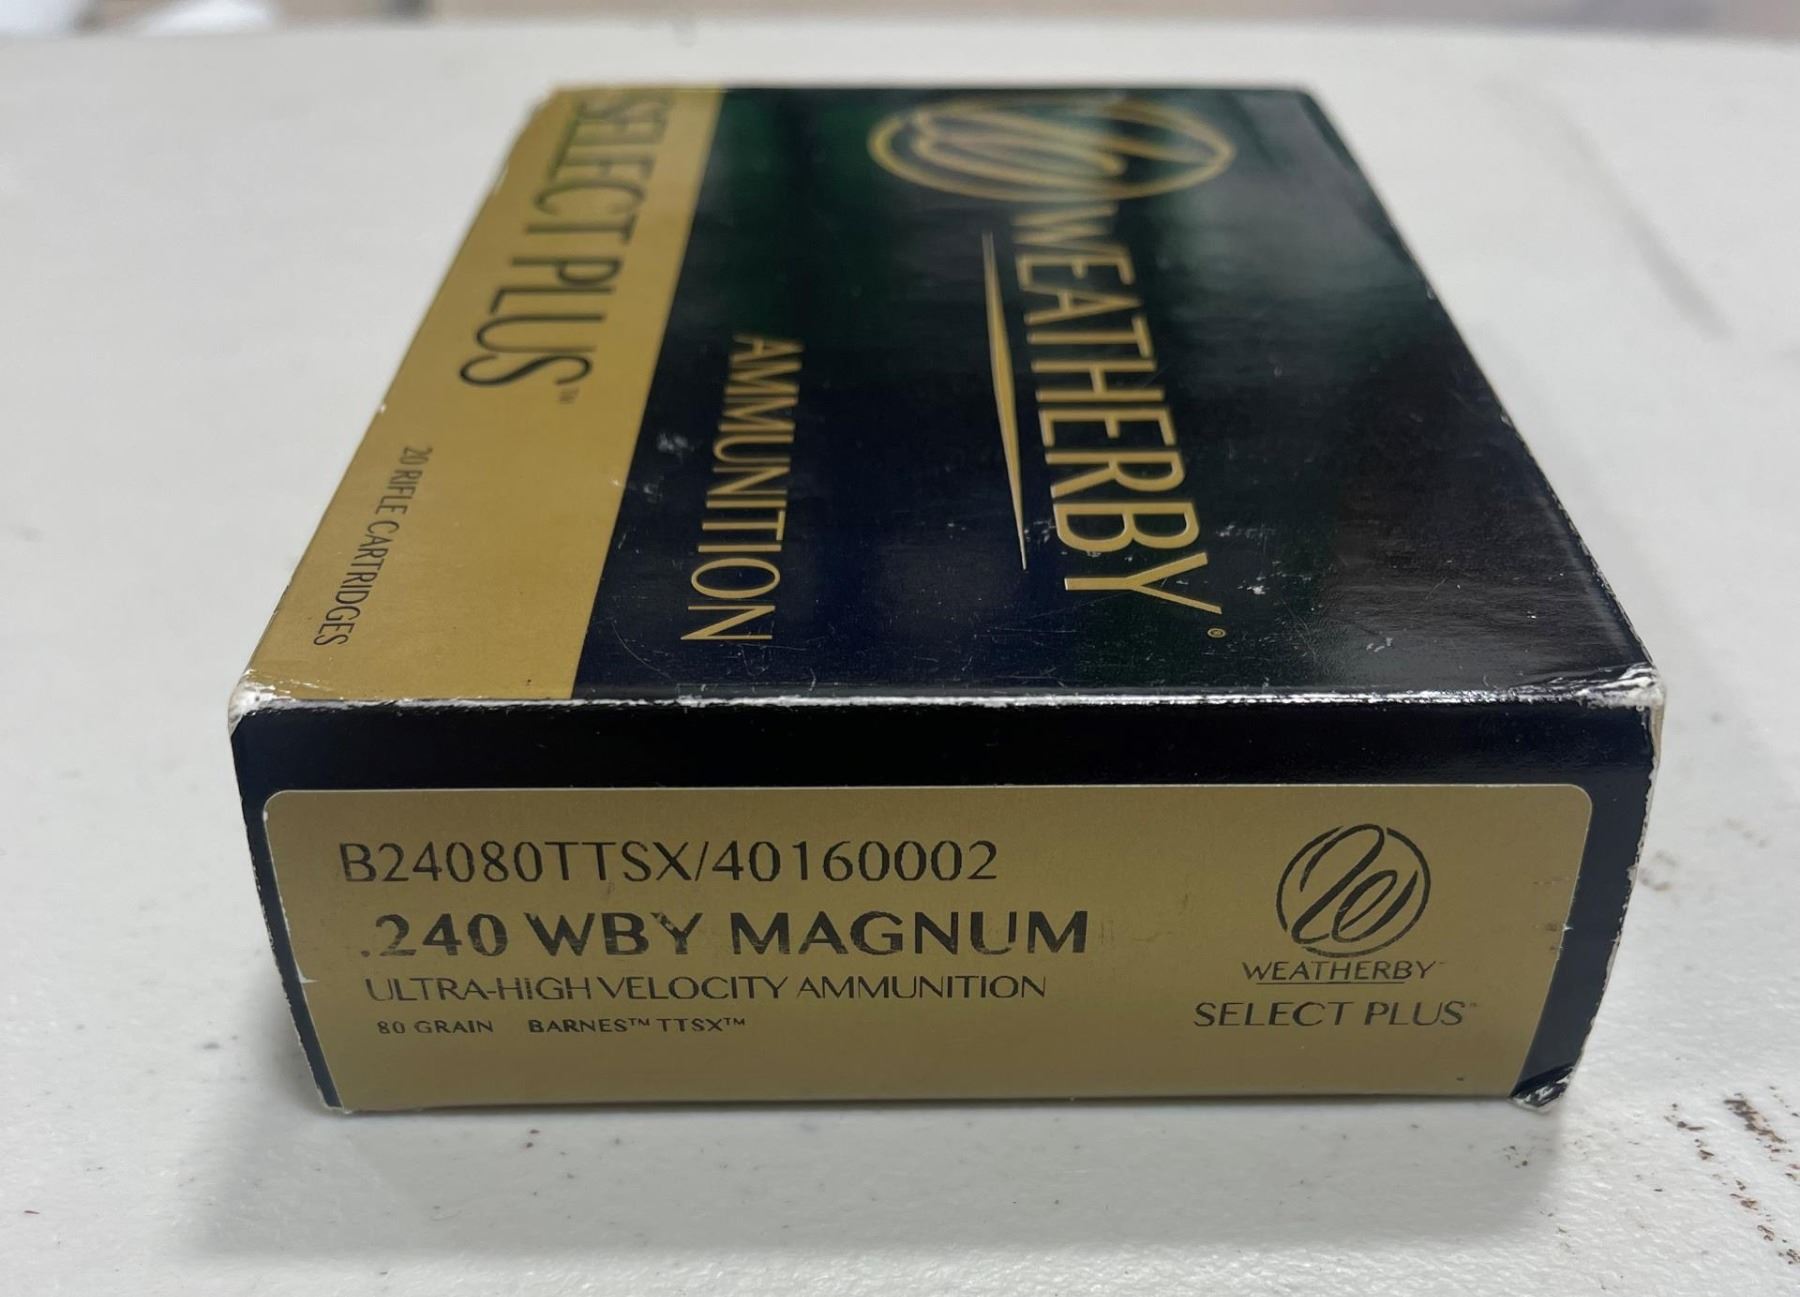 WEATHERBY®
AMMUNITION
SELECT PLUS™
20 RIFLE CARTRIDGES
B24080TTSX/40160002
.240 WBY MAGNUM
ULTRA-HIGH VELOCITY AMMUNITION
80 GRAIN BARNES™ TTSX™
WEATHERBY™
SELECT PLUS™